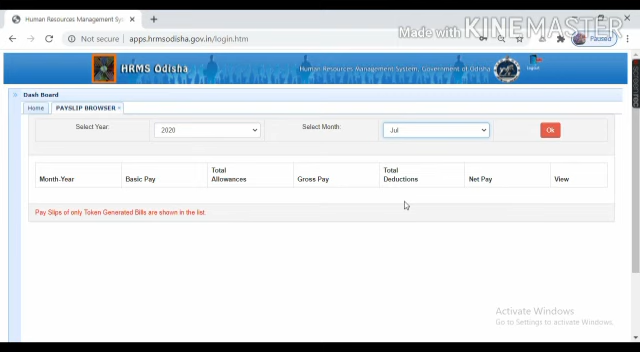 Human Resources Management Sys
Made with KINEMASTER
Not secure | apps.hrmsodisha.gov.in/login.htm
Paused
HRMS Odisha
Human Resources Management System, Government of Odisha
Dash Board
Home
PAYSLIP BROWSER
Select Year:
2020
Select Month:
Jul
Ok
Month-Year
Basic Pay
Total Allowances
Gross Pay
Total Deductions
Net Pay
View
Pay Slips of only Token Generated Bills are shown in the list.
Activate Windows
Go to Settings to activate Windows.